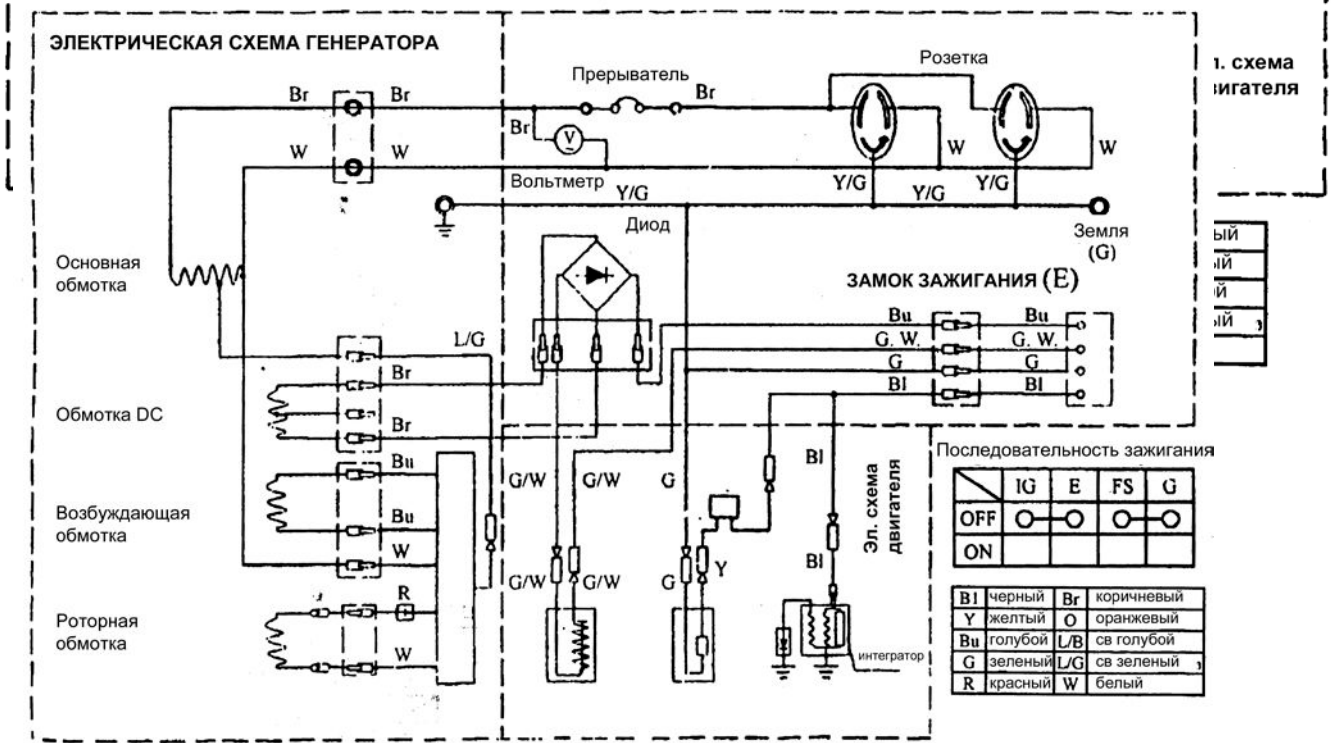 ЭЛЕКТРИЧЕСКАЯ СХЕМА ГЕНЕРАТОРА
Прерыватель
Розетка
схема
Br Br Br
Br
V
W W W W
Вольтметр
Y/G Y/G Y/G Y/G
Диод
Земля
(G)
Основная
обмотка
ЗАМОК ЗАЖИГАНИЯ (E)
Bu Bu
G. W. G. W.
G G
Bl Bl
L/G
Br
Обмотка DC
Br
Bu
Возбуждающая
обмотка
Bu
W
R
Роторная
обмотка
W
G/W G/W G Bl
Эл. схема
двигателя
G/W G/W G Y Bl
интегратор
Последовательность зажигания
IG E FS G
OFF
ON
Bl черный Br коричневый
Y желтый O оранжевый
Bu голубой L/B св голубой
G зеленый L/G св зеленый
R красный W белый